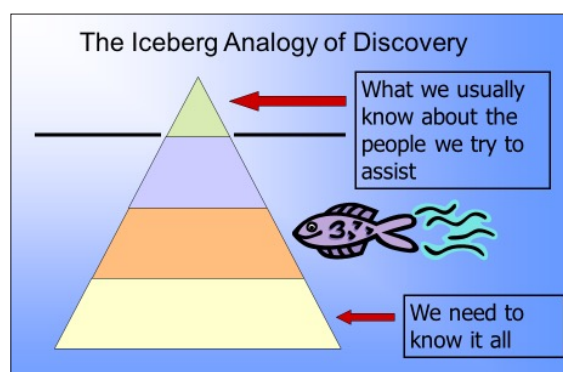 The Iceberg Analogy of Discovery
What we usually
know about the
people we try to
assist
We need to
know it all